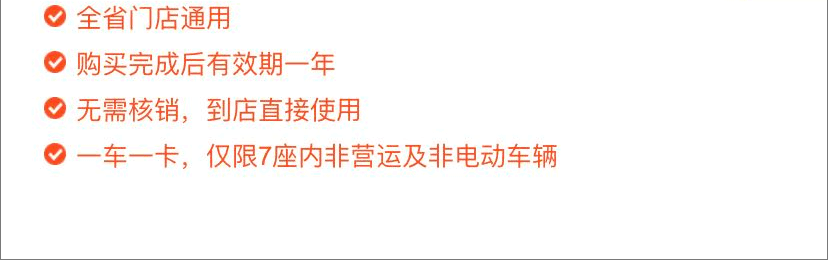 全省门店通用
购买完成后有效期一年
无需核销，到店直接使用
一车一卡，仅限7座内非营运及非电动车辆